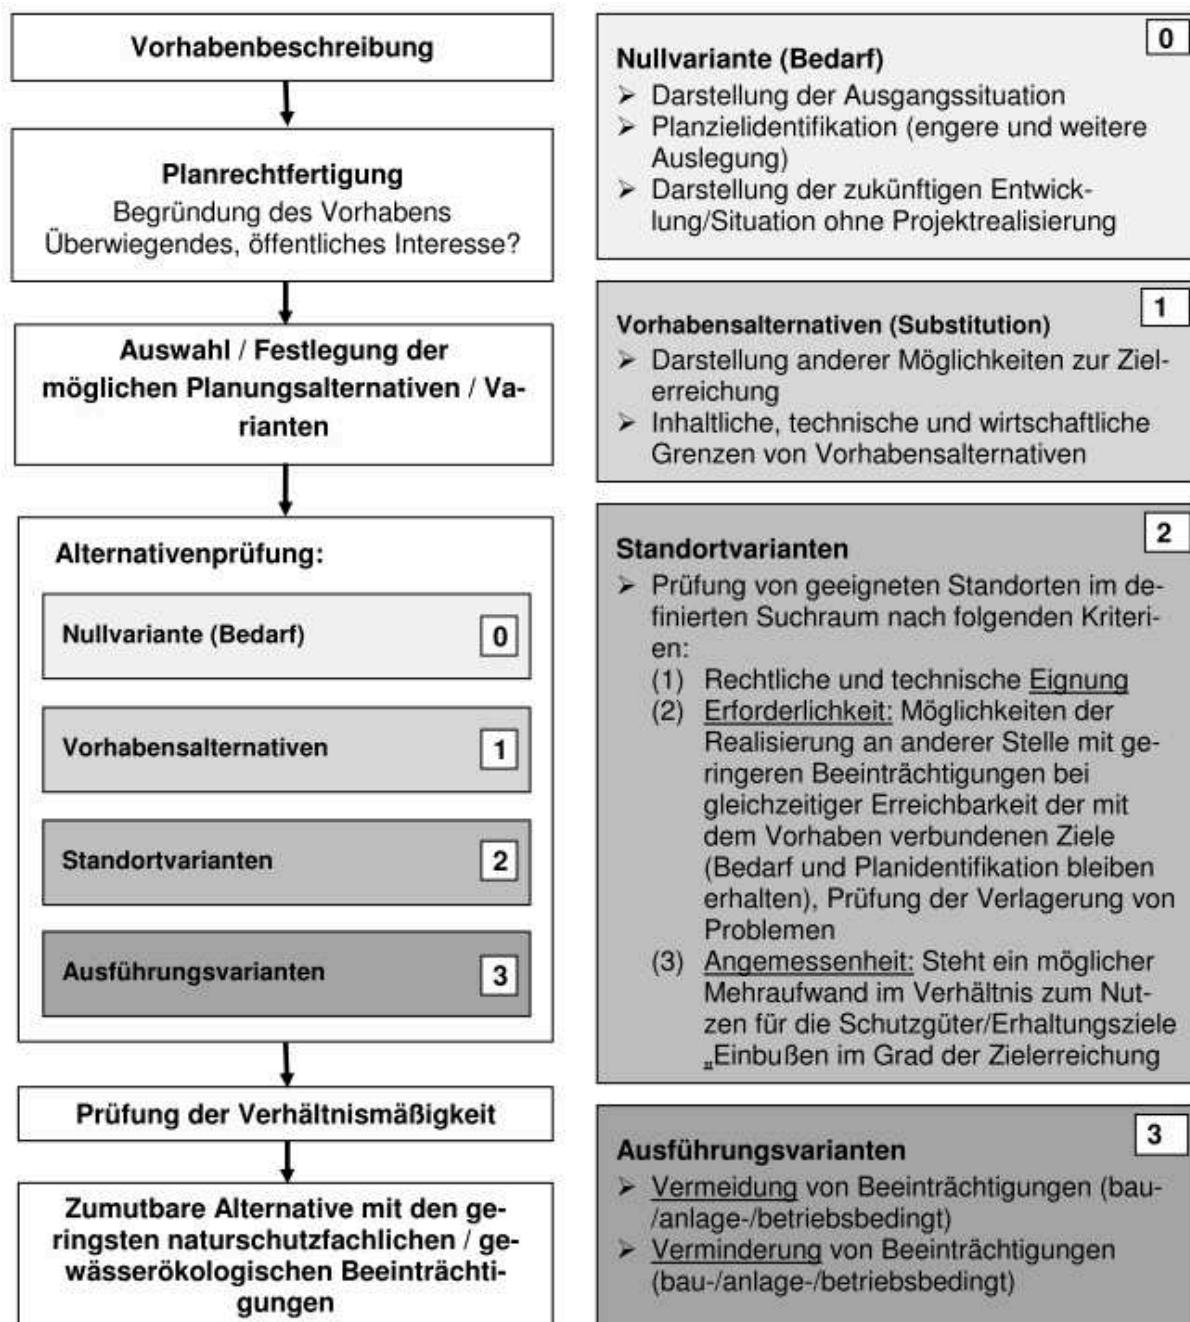 Vorhabenbeschreibung
Planrechtfertigung
Begründung des Vorhabens
Überwiegendes, öffentliches Interesse?
Auswahl / Festlegung der
möglichen Planungsalternativen / Va-
rianten
Alternativenprüfung:
Nullvariante (Bedarf) 0
Vorhabensalternativen 1
Standortvarianten 2
Ausführungsvarianten 3
Prüfung der Verhältnismäßigkeit
Zumutbare Alternative mit den ge-
ringsten naturschutzfachlichen / ge-
wässerökologischen Beeinträchti-
gungen
0
Nullvariante (Bedarf)
➢ Darstellung der Ausgangssituation
➢ Planzielidentifikation (engere und weitere
Auslegung)
➢ Darstellung der zukünftigen Entwick-
lung/Situation ohne Projektrealisierung
1
Vorhabensalternativen (Substitution)
➢ Darstellung anderer Möglichkeiten zur Ziel-
erreichung
➢ Inhaltliche, technische und wirtschaftliche
Grenzen von Vorhabensalternativen
2
Standortvarianten
➢ Prüfung von geeigneten Standorten im de-
finierten Suchraum nach folgenden Kriteri-
en:
(1) Rechtliche und technische Eignung
(2) Erforderlichkeit: Möglichkeiten der
Realisierung an anderer Stelle mit ge-
ringeren Beeinträchtigungen bei
gleichzeitiger Erreichbarkeit der mit
dem Vorhaben verbundenen Ziele
(Bedarf und Planidentifikation bleiben
erhalten), Prüfung der Verlagerung von
Problemen
(3) Angemessenheit: Steht ein möglicher
Mehraufwand im Verhältnis zum Nut-
zen für die Schutzgüter/Erhaltungsziele
„Einbußen im Grad der Zielerreichung
3
Ausführungsvarianten
➢ Vermeidung von Beeinträchtigungen (bau-
/anlage-/betriebsbedingt)
➢ Verminderung von Beeinträchtigungen
(bau-/anlage-/betriebsbedingt)